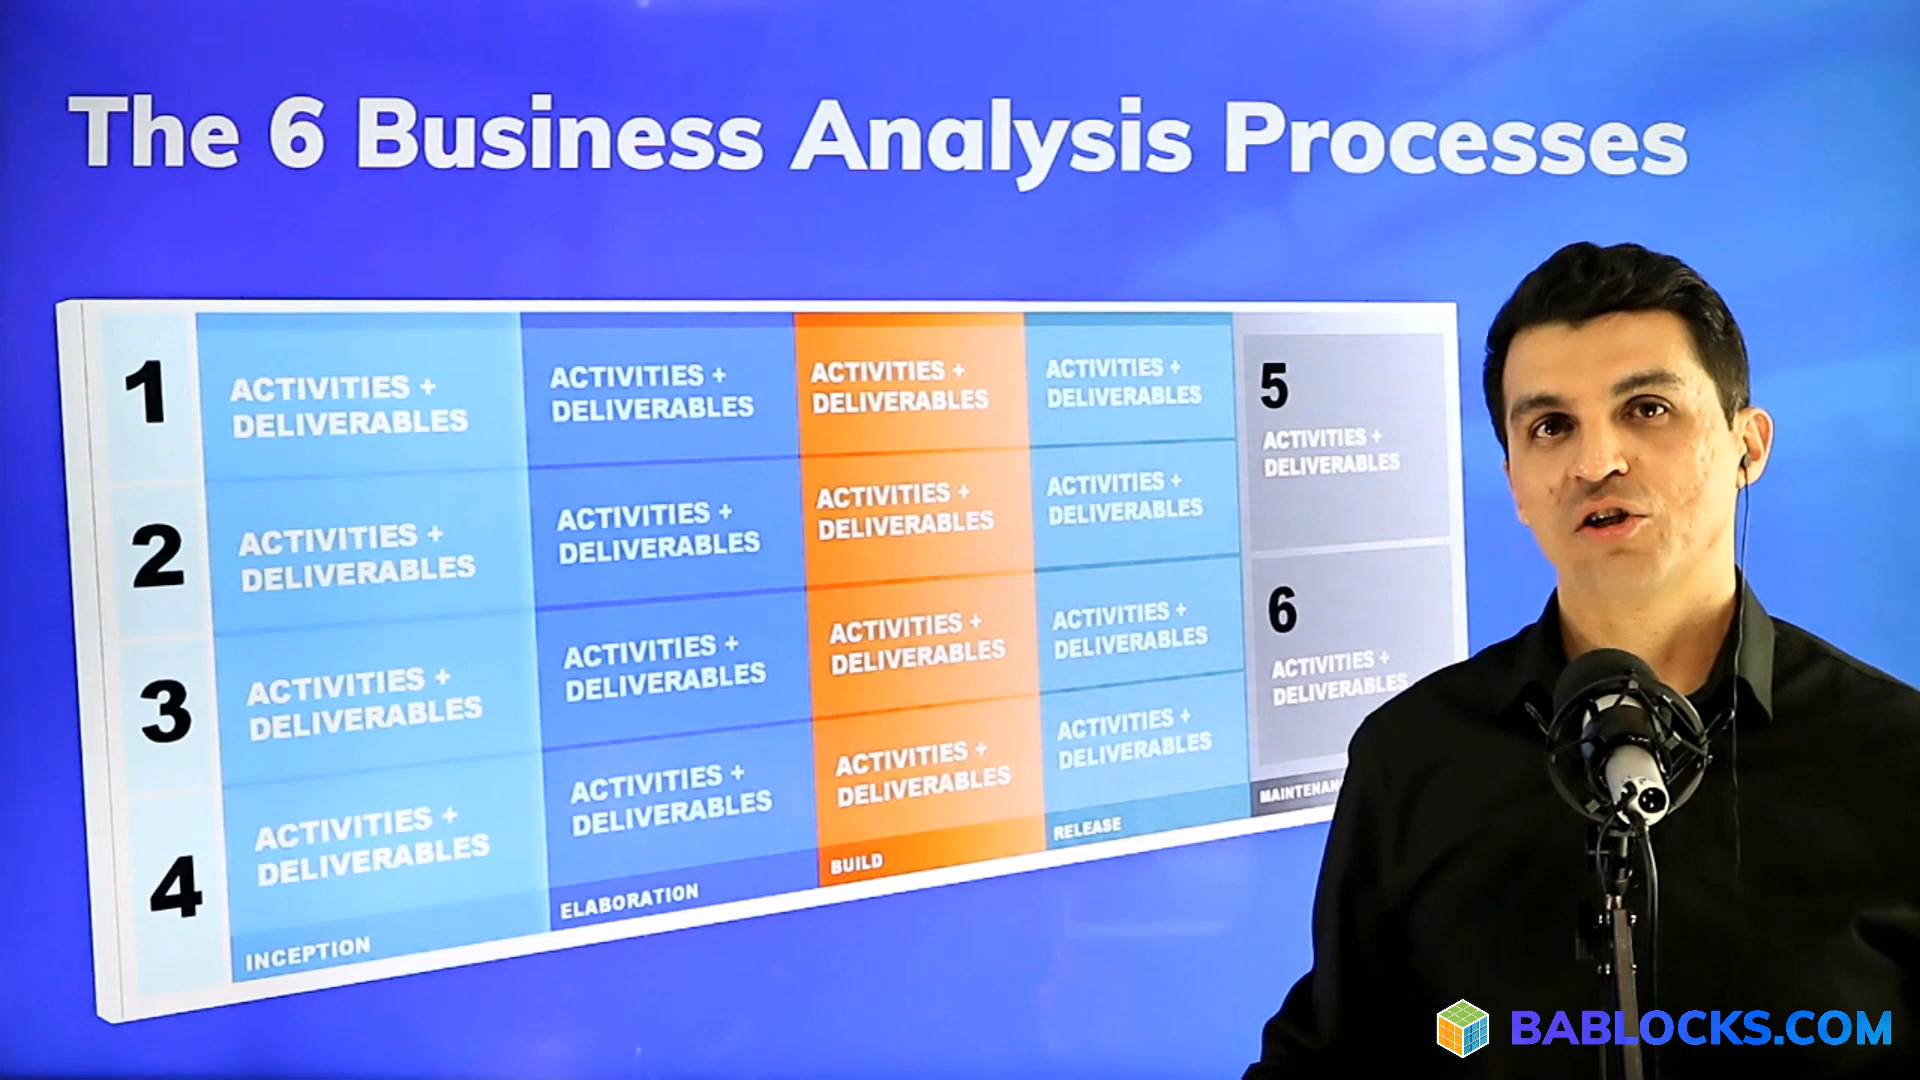 The 6 Business Analysis Processes
1
ACTIVITIES +
DELIVERABLES
ACTIVITIES +
DELIVERABLES
ACTIVITIES +
DELIVERABLES
ACTIVITIES +
DELIVERABLES
5
ACTIVITIES +
DELIVERABLES
2
ACTIVITIES +
DELIVERABLES
ACTIVITIES +
DELIVERABLES
ACTIVITIES +
DELIVERABLES
ACTIVITIES +
DELIVERABLES
6
ACTIVITIES +
DELIVERABLES
3
ACTIVITIES +
DELIVERABLES
ACTIVITIES +
DELIVERABLES
ACTIVITIES +
DELIVERABLES
ACTIVITIES +
DELIVERABLES
4
ACTIVITIES +
DELIVERABLES
ACTIVITIES +
DELIVERABLES
ACTIVITIES +
DELIVERABLES
ACTIVITIES +
DELIVERABLES
INCEPTION
ELABORATION
BUILD
RELEASE
BABLOCKS.COM